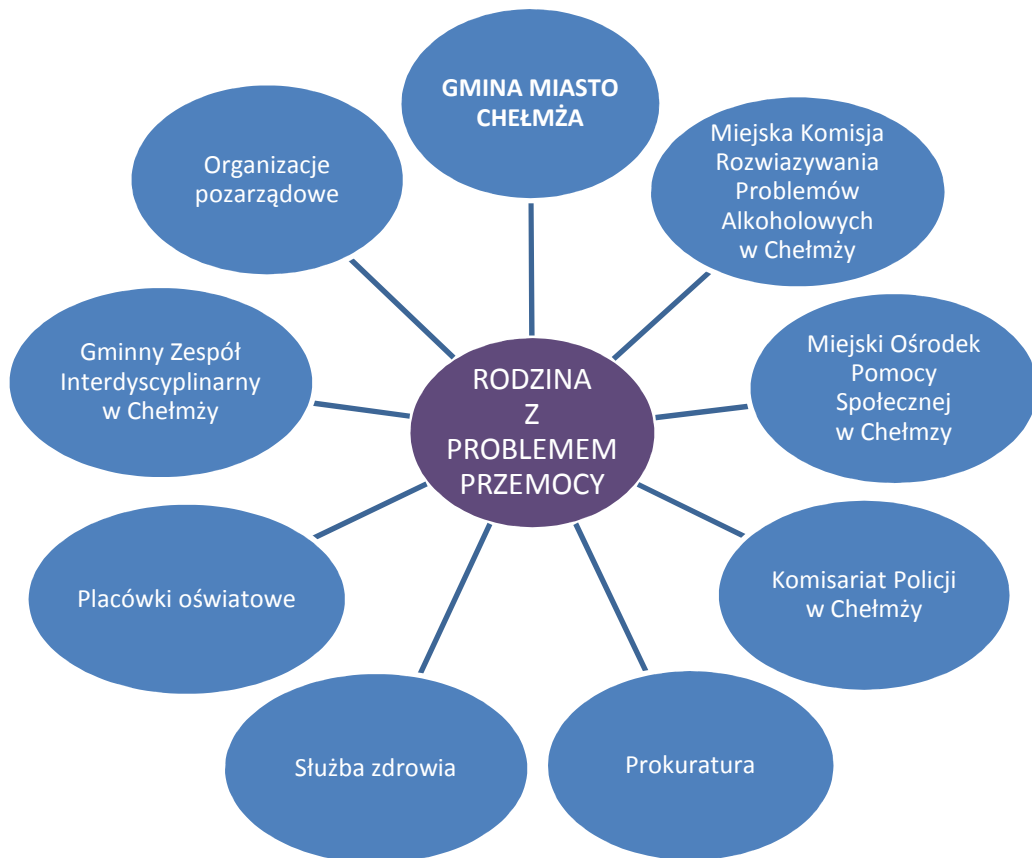 GMINA MIASTO
CHEŁMŻA
Miejska Komisja
Rozwiazywania
Problemów
Alkoholowych
w Chełmży
Miejski Ośrodek
Pomocy
Społecznej
w Chełmzy
Komisariat Policji
w Chełmży
Prokuratura
Służba zdrowia
Placówki oświatowe
Gminny Zespół
Interdyscyplinarny
w Chełmży
Organizacje
pozarządowe
RODZINA
Z
PROBLEMEM
PRZEMOCY